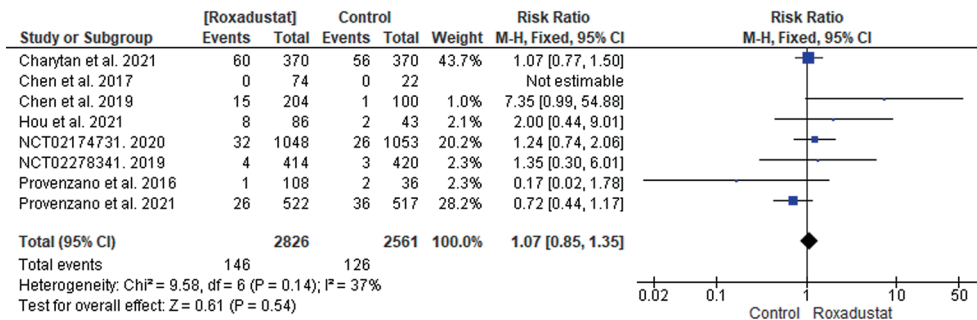 [Roxadustat] Control Risk Ratio Risk Ratio
Study or Subgroup Events Total Events Total Weight M-H, Fixed, 95% CI M-H, Fixed, 95% CI
Charytan et al. 2021 60 370 56 370 43.7% 1.07 [0.77, 1.50]
Chen et al. 2017 0 74 0 22 Not estimable
Chen et al. 2019 15 204 1 100 1.0% 7.35 [0.99, 54.88]
Hou et al. 2021 8 86 2 43 2.1% 2.00 [0.44, 9.01]
NCT02174731. 2020 32 1048 26 1053 20.2% 1.24 [0.74, 2.06]
NCT02278341. 2019 4 414 3 420 2.3% 1.35 [0.30, 6.01]
Provenzano et al. 2016 1 108 2 36 2.3% 0.17 [0.02, 1.78]
Provenzano et al. 2021 26 522 36 517 28.2% 0.72 [0.44, 1.17]
Total (95% CI) 2826 2561 100.0% 1.07 [0.85, 1.35]
Total events 146 126
Heterogeneity: Chi² = 9.58, df = 6 (P = 0.14); I² = 37%
Test for overall effect: Z = 0.61 (P = 0.54)
0.02 0.1 1 10 50
Control Roxadustat